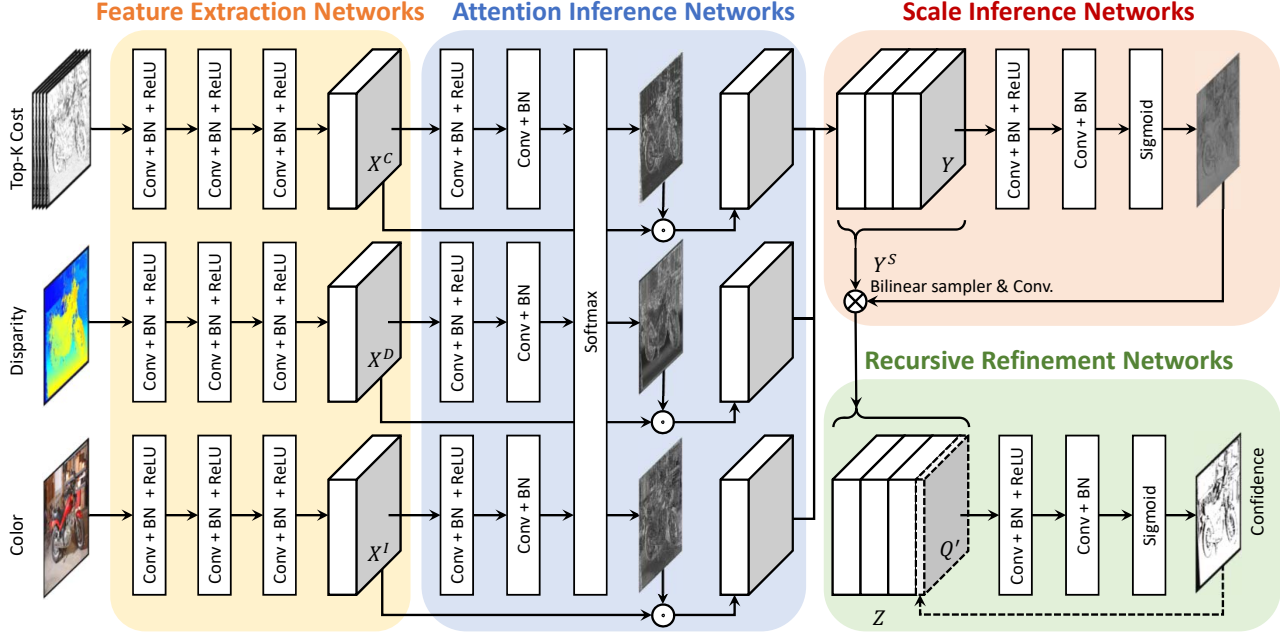 Feature Extraction Networks
Attention Inference Networks
Scale Inference Networks
Top-K Cost
Conv + BN + ReLU
Conv + BN + ReLU
Conv + BN + ReLU
X^C
Conv + BN + ReLU
Conv + BN
Softmax
Y
Conv + BN + ReLU
Conv + BN
Sigmoid
Y^S
Bilinear sampler & Conv.
Disparity
Conv + BN + ReLU
Conv + BN + ReLU
Conv + BN + ReLU
X^D
Conv + BN + ReLU
Conv + BN
Recursive Refinement Networks
Color
Conv + BN + ReLU
Conv + BN + ReLU
Conv + BN + ReLU
X^I
Conv + BN + ReLU
Conv + BN
Z
Q′
Conv + BN + ReLU
Conv + BN
Sigmoid
Confidence